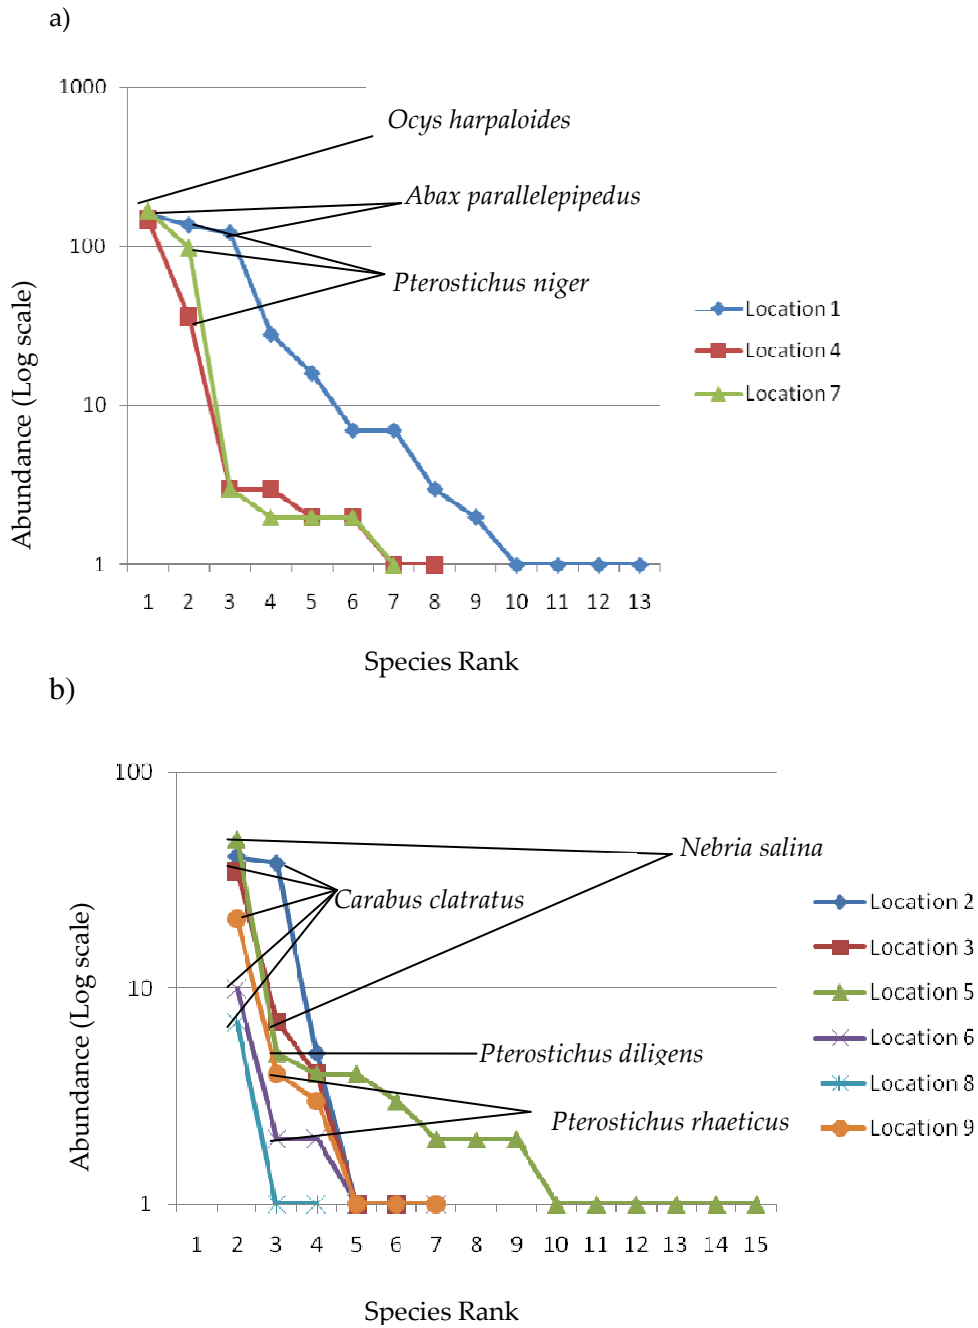 a)
1000
Ocys harpaloides
Abax parallelepipedus
100
Pterostichus niger
Abundance (Log scale)
Location 1
Location 4
Location 7
10
1
1 2 3 4 5 6 7 8 9 10 11 12 13
Species Rank
b)
100
Nebria salina
Carabus clatratus
Location 2
Location 3
10
Location 5
Abundance (Log scale)
Pterostichus diligens
Location 6
Location 8
Pterostichus rhaeticus
Location 9
1
1 2 3 4 5 6 7 8 9 10 11 12 13 14 15
Species Rank